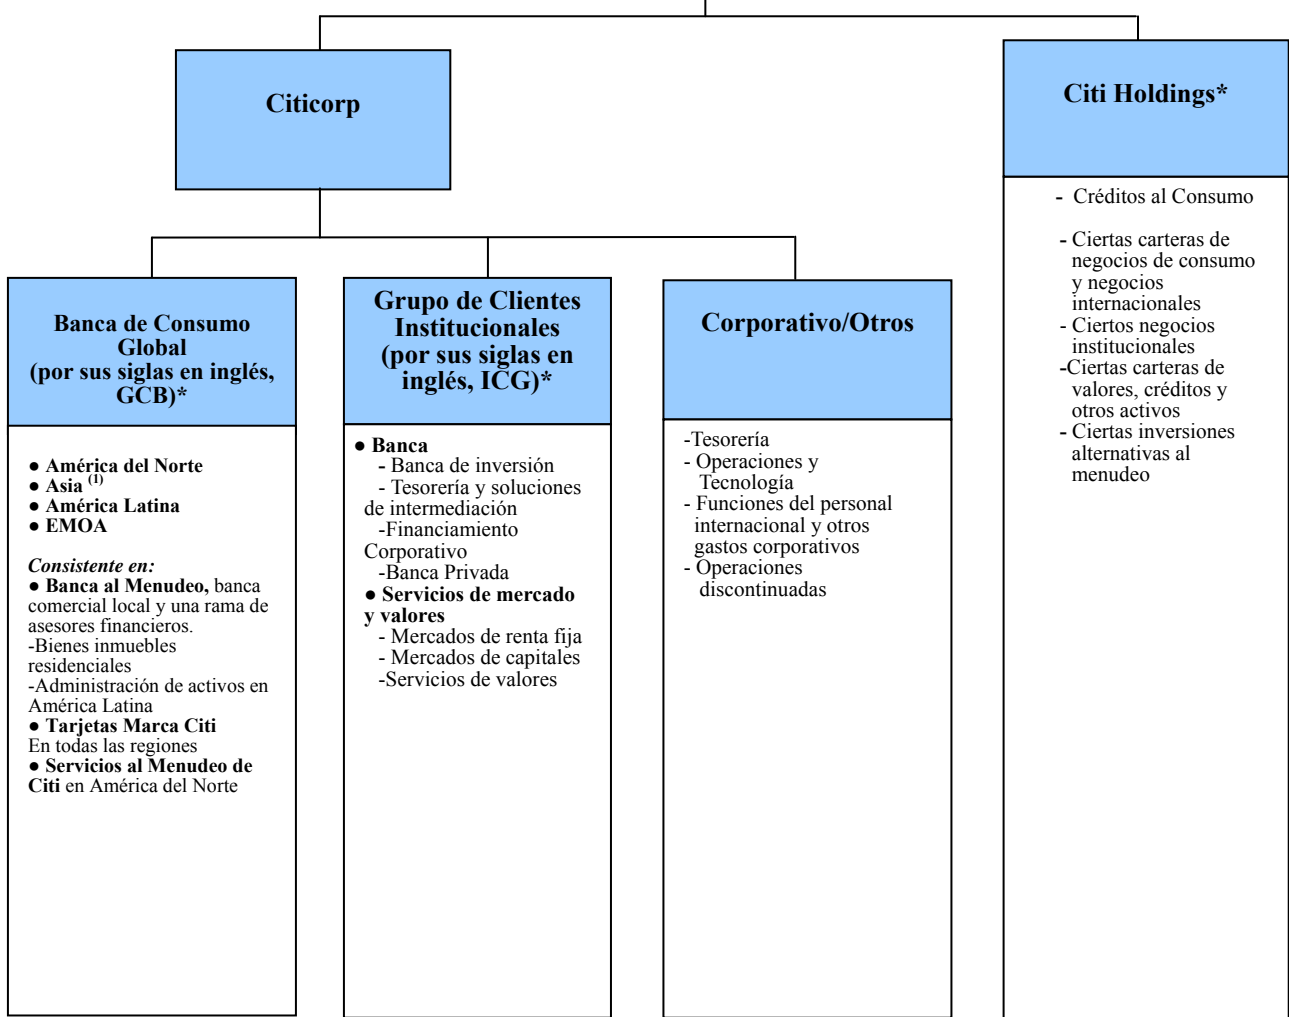 Citicorp
Citi Holdings*
- Créditos al Consumo
- Ciertas carteras de
negocios de consumo
y negocios
internacionales
- Ciertos negocios
institucionales
-Ciertas carteras de
valores, créditos y
otros activos
- Ciertas inversiones
alternativas al
menudeo
Banca de Consumo
Global
(por sus siglas en inglés,
GCB)*
● América del Norte
● Asia (1)
● América Latina
● EMOA
Consistente en:
● Banca al Menudeo, banca
comercial local y una rama de
asesores financieros.
-Bienes inmuebles
residenciales
-Administración de activos en
América Latina
● Tarjetas Marca Citi
En todas las regiones
● Servicios al Menudeo de
Citi en América del Norte
Grupo de Clientes
Institucionales
(por sus siglas en
inglés, ICG)*
● Banca
- Banca de inversión
- Tesorería y soluciones
de intermediación
-Financiamiento
Corporativo
-Banca Privada
● Servicios de mercado
y valores
- Mercados de renta fija
- Mercados de capitales
-Servicios de valores
Corporativo/Otros
-Tesorería
- Operaciones y
Tecnología
- Funciones del personal
internacional y otros
gastos corporativos
- Operaciones
discontinuadas